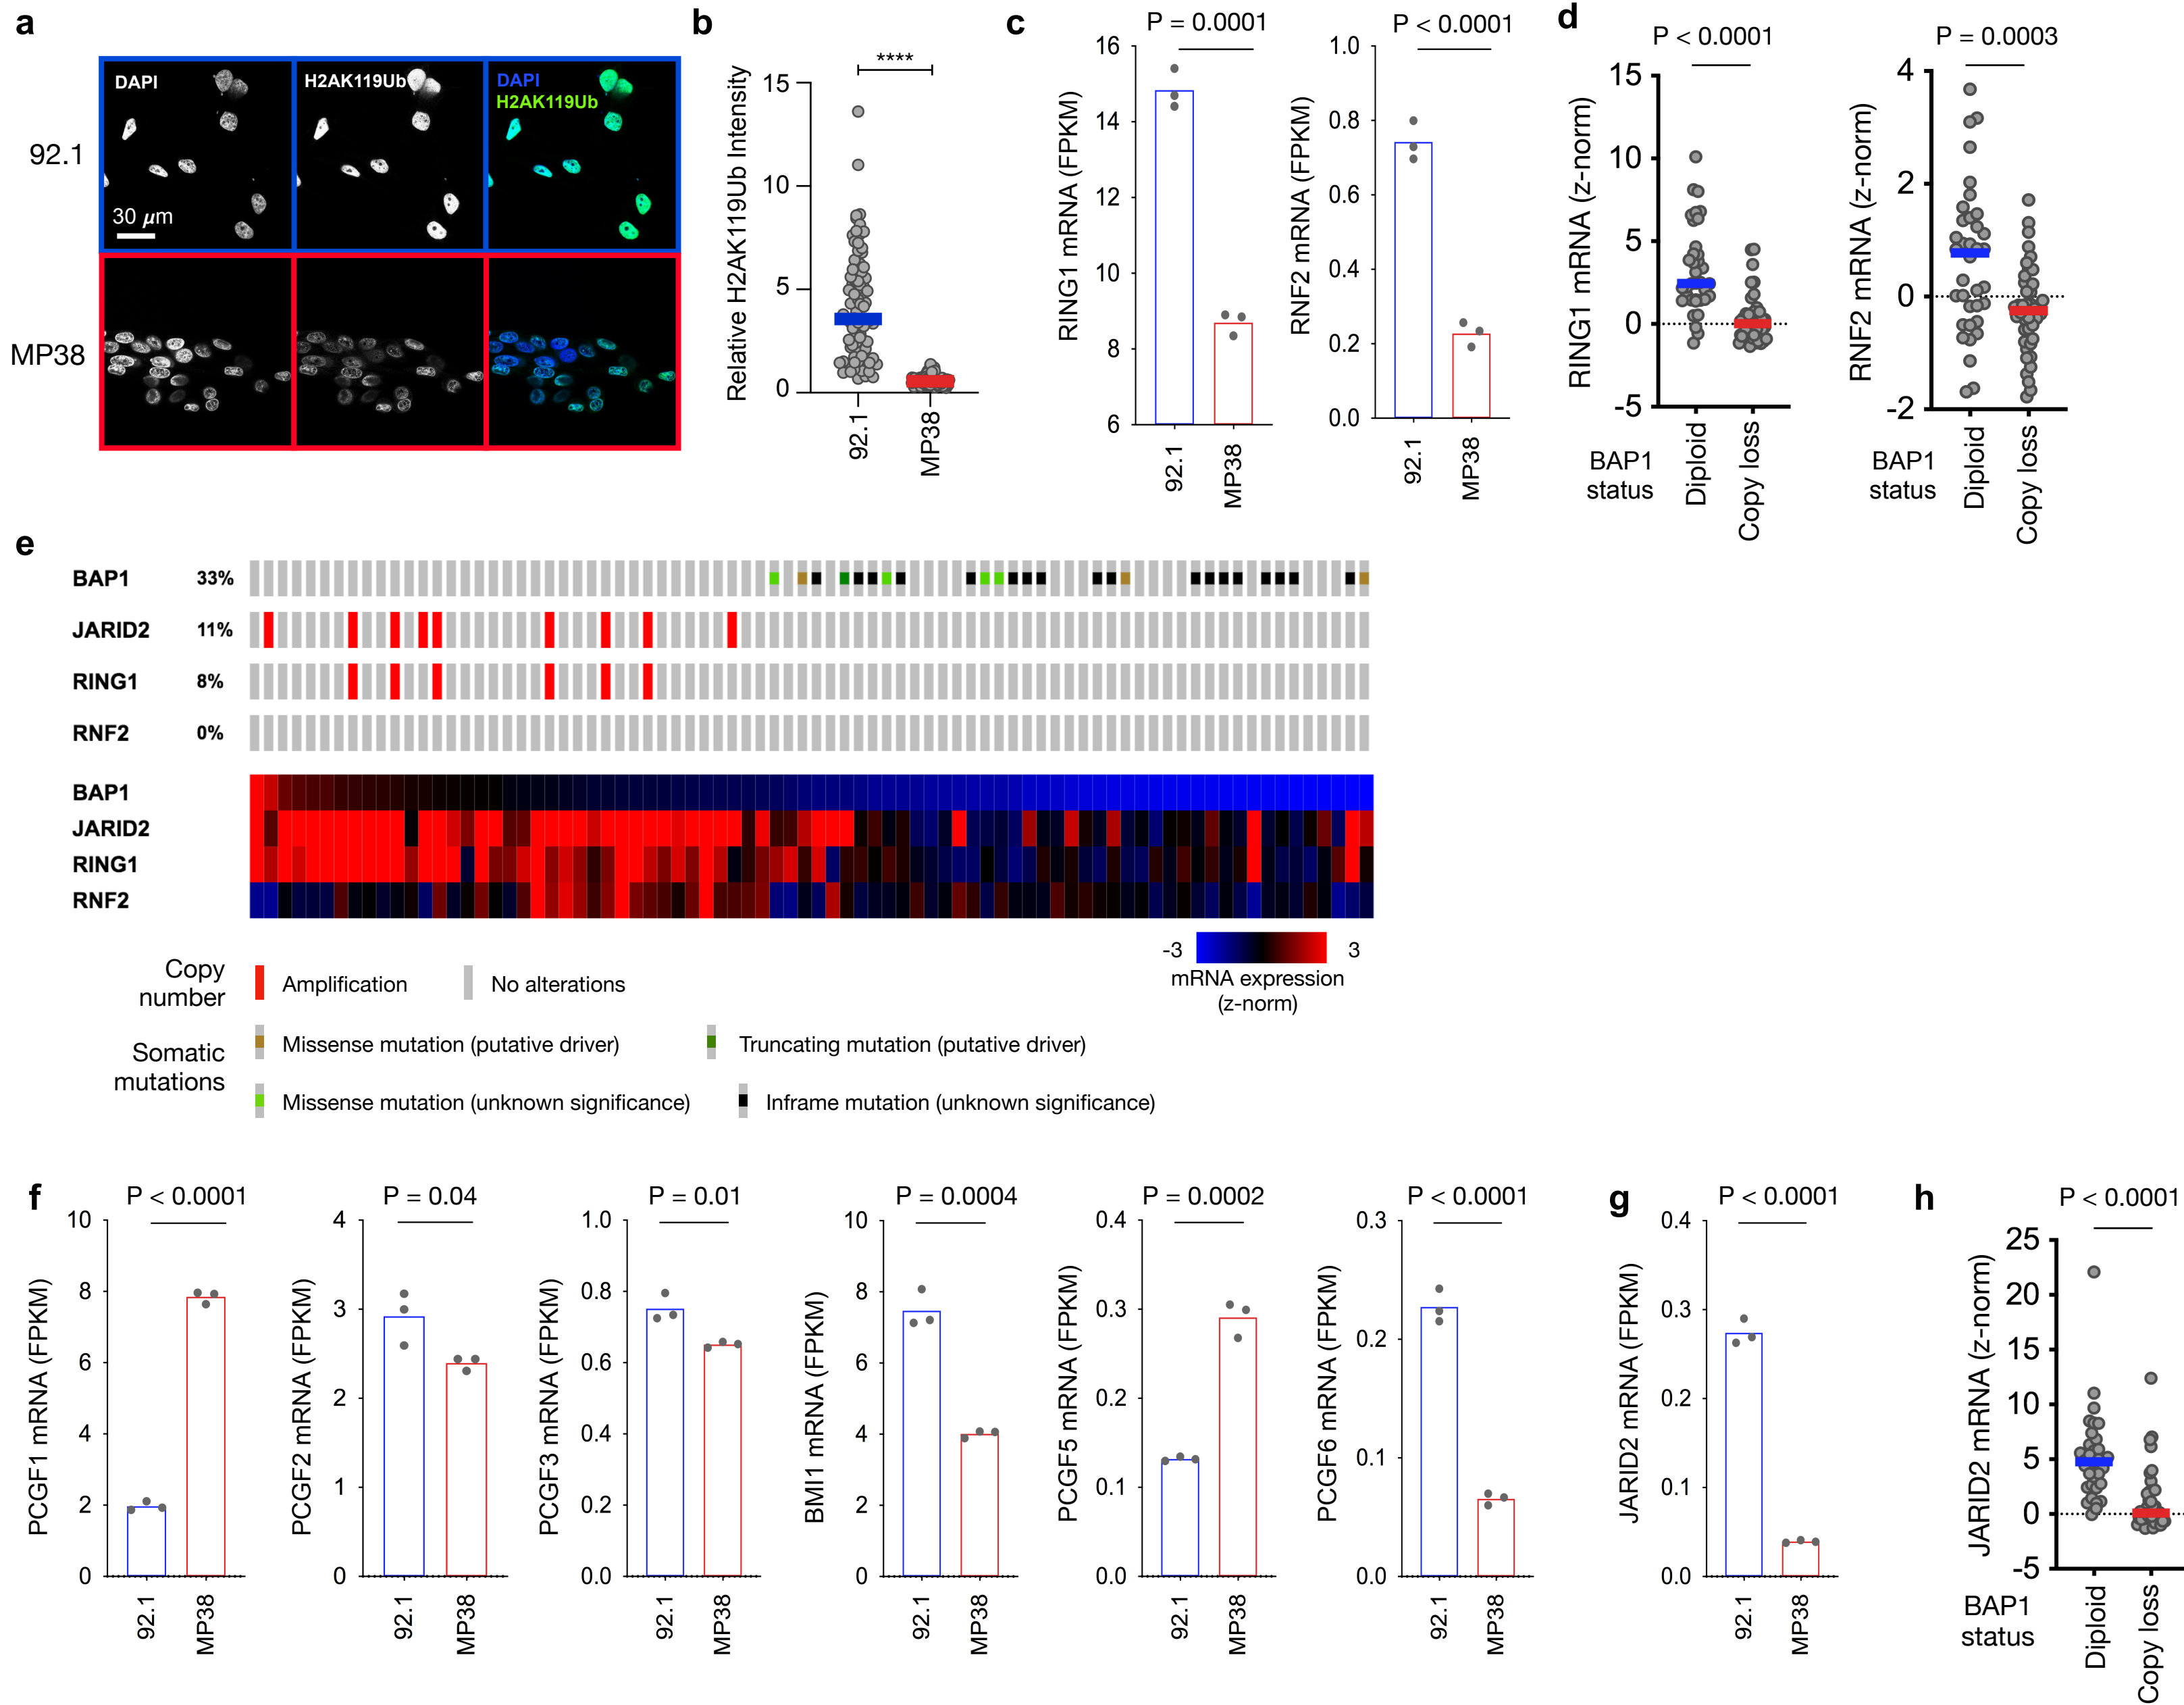 a
DAPI
H2AK119Ub
DAPI
H2AK119Ub
92.1
30 μm
MP38
b
****
Relative H2AK119Ub Intensity
15
10
5
0
92.1
MP38
c
P = 0.0001
RING1 mRNA (FPKM)
16
14
12
10
8
6
92.1
MP38
P < 0.0001
RNF2 mRNA (FPKM)
1.0
0.8
0.6
0.4
0.2
0.0
92.1
MP38
d
P < 0.0001
RING1 mRNA (z-norm)
15
10
5
0
-5
BAP1
status
Diploid
Copy loss
P = 0.0003
RNF2 mRNA (z-norm)
4
2
0
-2
BAP1
status
Diploid
Copy loss
e
BAP1 33%
JARID2 11%
RING1 8%
RNF2 0%
BAP1
JARID2
RING1
RNF2
-3 3
mRNA expression
(z-norm)
Copy
number
Amplification
No alterations
Somatic
mutations
Missense mutation (putative driver)
Truncating mutation (putative driver)
Missense mutation (unknown significance)
Inframe mutation (unknown significance)
f
P < 0.0001
PCGF1 mRNA (FPKM)
10
8
6
4
2
0
92.1
MP38
P = 0.04
PCGF2 mRNA (FPKM)
4
3
2
1
0
92.1
MP38
P = 0.01
PCGF3 mRNA (FPKM)
1.0
0.8
0.6
0.4
0.2
0.0
92.1
MP38
P = 0.0004
BMI1 mRNA (FPKM)
10
8
6
4
2
0
92.1
MP38
P = 0.0002
PCGF5 mRNA (FPKM)
0.4
0.3
0.2
0.1
0.0
92.1
MP38
P < 0.0001
PCGF6 mRNA (FPKM)
0.3
0.2
0.1
0.0
92.1
MP38
g
P < 0.0001
JARID2 mRNA (FPKM)
0.4
0.3
0.2
0.1
0.0
92.1
MP38
h
P < 0.0001
JARID2 mRNA (z-norm)
25
20
15
10
5
0
-5
BAP1
status
Diploid
Copy loss